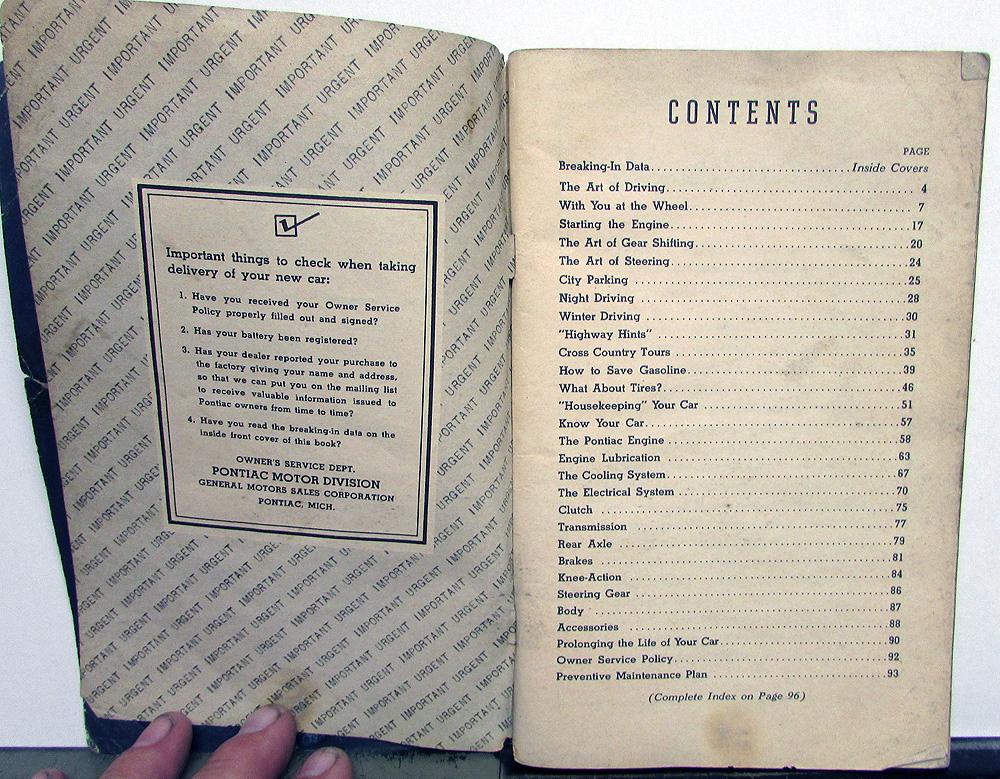 IMPORTANT URGENT IMPORTANT URGENT IMPORTANT URGENT
Important things to check when taking
delivery of your new car:
1. Have you received your Owner Service
Policy properly filled out and signed?
2. Has your battery been registered?
3. Has your dealer reported your purchase to
the factory giving your name and address,
so that we can put you on the mailing list
to receive valuable information issued to
Pontiac owners from time to time?
4. Have you read the breaking-in data on the
inside front cover of this book?
OWNER'S SERVICE DEPT.
PONTIAC MOTOR DIVISION
GENERAL MOTORS SALES CORPORATION
PONTIAC, MICH.
CONTENTS
PAGE
Breaking-In Data Inside Covers
The Art of Driving 4
With You at the Wheel 7
Starting the Engine 17
The Art of Gear Shifting 20
The Art of Steering 24
City Parking 25
Night Driving 28
Winter Driving 30
"Highway Hints" 31
Cross Country Tours 35
How to Save Gasoline 39
What About Tires? 46
"Housekeeping" Your Car 51
Know Your Car 57
The Pontiac Engine 58
Engine Lubrication 63
The Cooling System 67
The Electrical System 70
Clutch 75
Transmission 77
Rear Axle 79
Brakes 81
Knee-Action 84
Steering Gear 86
Body 87
Accessories 88
Prolonging the Life of Your Car 90
Owner Service Policy 92
Preventive Maintenance Plan 93
(Complete Index on Page 96)